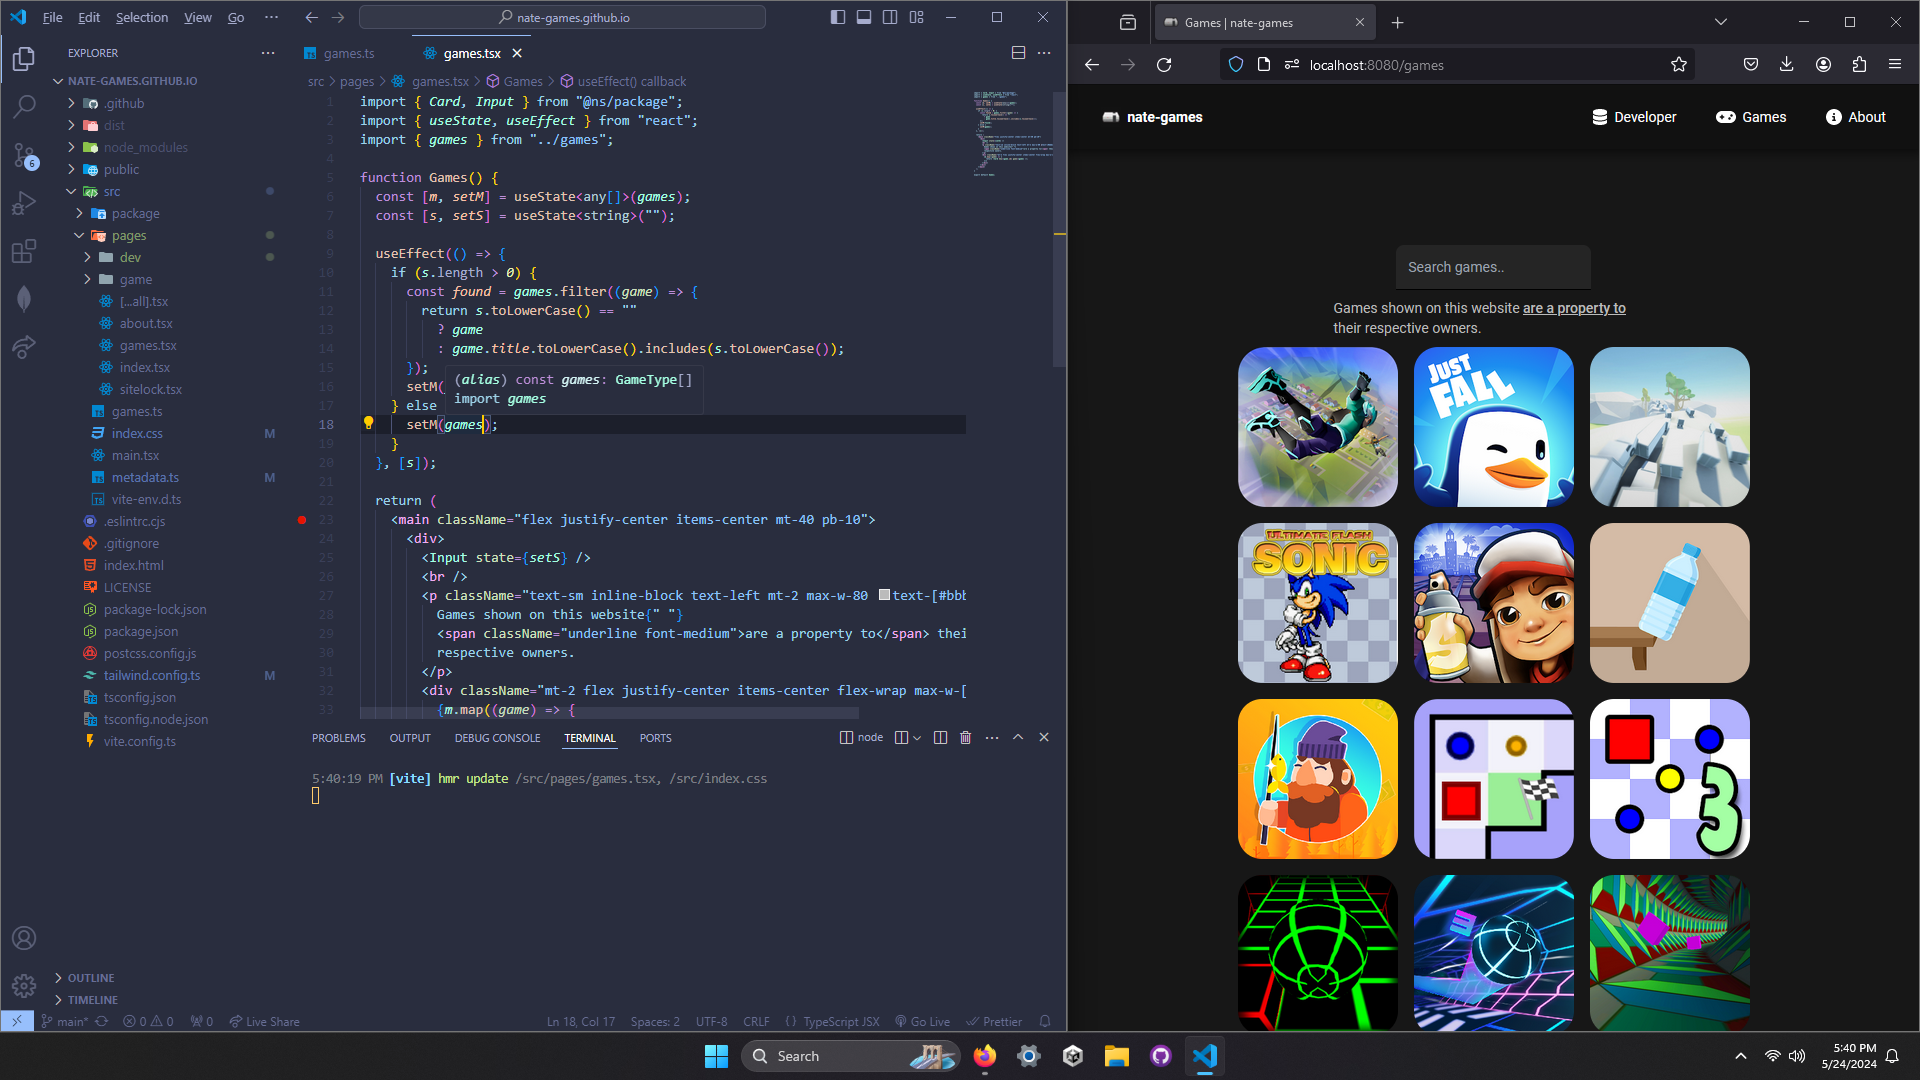 File Edit Selection View Go ···
nate-games.github.io
EXPLORER
NATE-GAMES.GITHUB.IO
.github
dist
node_modules
public
src
package
pages
dev
game
[...all].tsx
about.tsx
games.tsx
index.tsx
sitelock.tsx
games.ts
index.css M
main.tsx
metadata.ts M
vite-env.d.ts
.eslintrc.cjs
.gitignore
index.html
LICENSE
package-lock.json
package.json
postcss.config.js
tailwind.config.ts M
tsconfig.json
tsconfig.node.json
vite.config.ts
6
OUTLINE
TIMELINE
games.ts
games.tsx
src > pages > games.tsx > Games > useEffect() callback
1 import { Card, Input } from "@ns/package";
2 import { useState, useEffect } from "react";
3 import { games } from "../games";
4
5 function Games() {
6 const [m, setM] = useState<any[]>(games);
7 const [s, setS] = useState<string>("");
8
9 useEffect(() => {
10 if (s.length > 0) {
11 const found = games.filter((game) => {
12 return s.toLowerCase() == ""
13 ? game
14 : game.title.toLowerCase().includes(s.toLowerCase());
15 });
16 setM(
17 } else
18 setM(games);
19 }
20 }, [s]);
21
22 return (
23 <main className="flex justify-center items-center mt-40 pb-10">
24 <div>
25 <Input state={setS} />
26 <br />
27 <p className="text-sm inline-block text-left mt-2 max-w-80 text-[#bbb
28 Games shown on this website{" "}
29 <span className="underline font-medium">are a property to</span> thei
30 respective owners.
31 </p>
32 <div className="mt-2 flex justify-center items-center flex-wrap max-w-[
33 {m.map((game) => {
(alias) const games: GameType[]
import games
PROBLEMS OUTPUT DEBUG CONSOLE TERMINAL PORTS
node
5:40:19 PM [vite] hmr update /src/pages/games.tsx, /src/index.css
main* 0 0 0 Live Share
Ln 18, Col 17 Spaces: 2 UTF-8 CRLF {} TypeScript JSX Go Live Prettier
Games | nate-games
localhost:8080/games
nate-games
Developer Games About
Search games..
Games shown on this website are a property to
their respective owners.
JUST
FALL
ULTIMATE FLASH
SONIC
3
3
Search
5:40 PM
5/24/2024